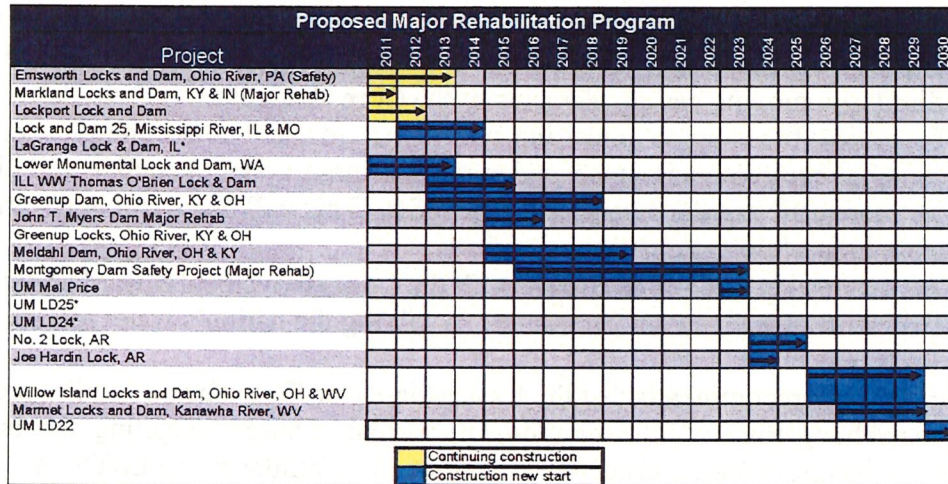 Proposed Major Rehabilitation Program
Project
2011 2012 2013 2014 2015 2016 2017 2018 2019 2020 2021 2022 2023 2024 2025 2026 2027 2028 2029 2030
Emsworth Locks and Dam, Ohio River, PA (Safety)
Markland Locks and Dam, KY & IN (Major Rehab)
Lockport Lock and Dam
Lock and Dam 25, Mississippi River, IL & MO
LaGrange Lock & Dam, IL*
Lower Monumental Lock and Dam, WA
ILL WW Thomas O'Brien Lock & Dam
Greenup Dam, Ohio River, KY & OH
John T. Myers Dam Major Rehab
Greenup Locks, Ohio River, KY & OH
Meldahl Dam, Ohio River, OH & KY
Montgomery Dam Safety Project (Major Rehab)
UM Mel Price
UM LD25*
UM LD24*
No. 2 Lock, AR
Joe Hardin Lock, AR
Willow Island Locks and Dam, Ohio River, OH & WV
Marmet Locks and Dam, Kanawha River, WV
UM LD22
Continuing construction
Construction new start